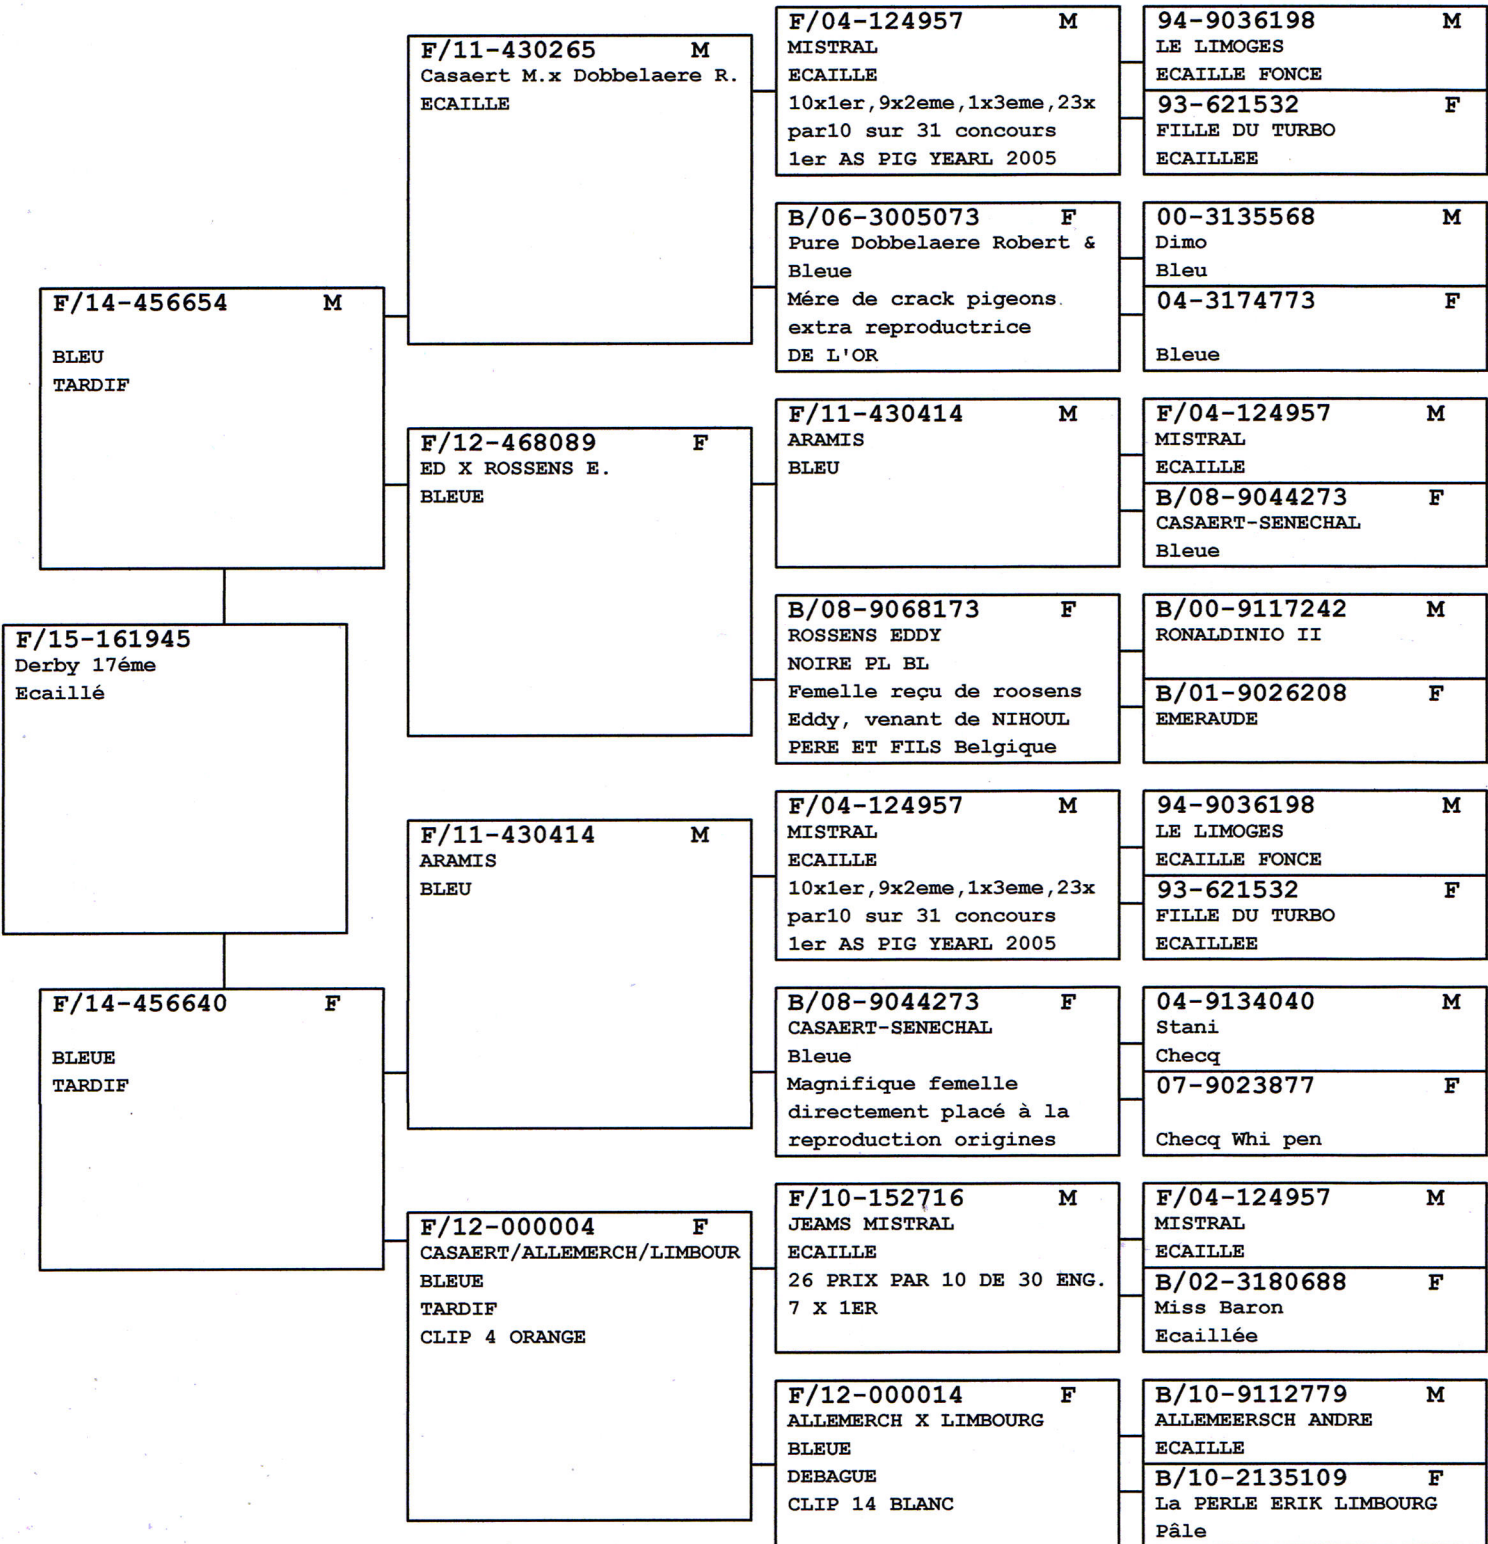 F/15-161945
Derby 17éme
Ecaillé
F/14-456654 M
BLEU
TARDIF
F/14-456640 F
BLEUE
TARDIF
F/11-430265 M
Casaert M.x Dobbelaere R.
ECAILLE
F/12-468089 F
ED X ROSSENS E.
BLEUE
F/11-430414 M
ARAMIS
BLEU
F/12-000004 F
CASAERT/ALLEMERCH/LIMBOUR
BLEUE
TARDIF
CLIP 4 ORANGE
F/04-124957 M
MISTRAL
ECAILLE
10x1er,9x2eme,1x3eme,23x
par10 sur 31 concours
1er AS PIG YEARL 2005
B/06-3005073 F
Pure Dobbelaere Robert &
Bleue
Mére de crack pigeons
extra reproductrice
DE L'OR
F/11-430414 M
ARAMIS
BLEU
B/08-9068173 F
ROSSENS EDDY
NOIRE PL BL
Femelle reçu de roosens
Eddy, venant de NIHOUL
PERE ET FILS Belgique
F/04-124957 M
MISTRAL
ECAILLE
10x1er,9x2eme,1x3eme,23x
par10 sur 31 concours
1er AS PIG YEARL 2005
B/08-9044273 F
CASAERT-SENECHAL
Bleue
Magnifique femelle
directement placé à la
reproduction origines
F/10-152716 M
JEAMS MISTRAL
ECAILLE
26 PRIX PAR 10 DE 30 ENG.
7 X 1ER
F/12-000014 F
ALLEMERCH X LIMBOURG
BLEUE
DEBAGUE
CLIP 14 BLANC
94-9036198 M
LE LIMOGES
ECAILLE FONCE
93-621532 F
FILLE DU TURBO
ECAILLEE
00-3135568 M
Dimo
Bleu
04-3174773 F
Bleue
F/04-124957 M
MISTRAL
ECAILLE
B/08-9044273 F
CASAERT-SENECHAL
Bleue
B/00-9117242 M
RONALDINIO II
B/01-9026208 F
EMERAUDE
94-9036198 M
LE LIMOGES
ECAILLE FONCE
93-621532 F
FILLE DU TURBO
ECAILLEE
04-9134040 M
Stani
Checq
07-9023877 F
Checq Whi pen
F/04-124957 M
MISTRAL
ECAILLE
B/02-3180688 F
Miss Baron
Ecaillée
B/10-9112779 M
ALLEMEERSCH ANDRE
ECAILLE
B/10-2135109 F
La PERLE ERIK LIMBOURG
Pâle